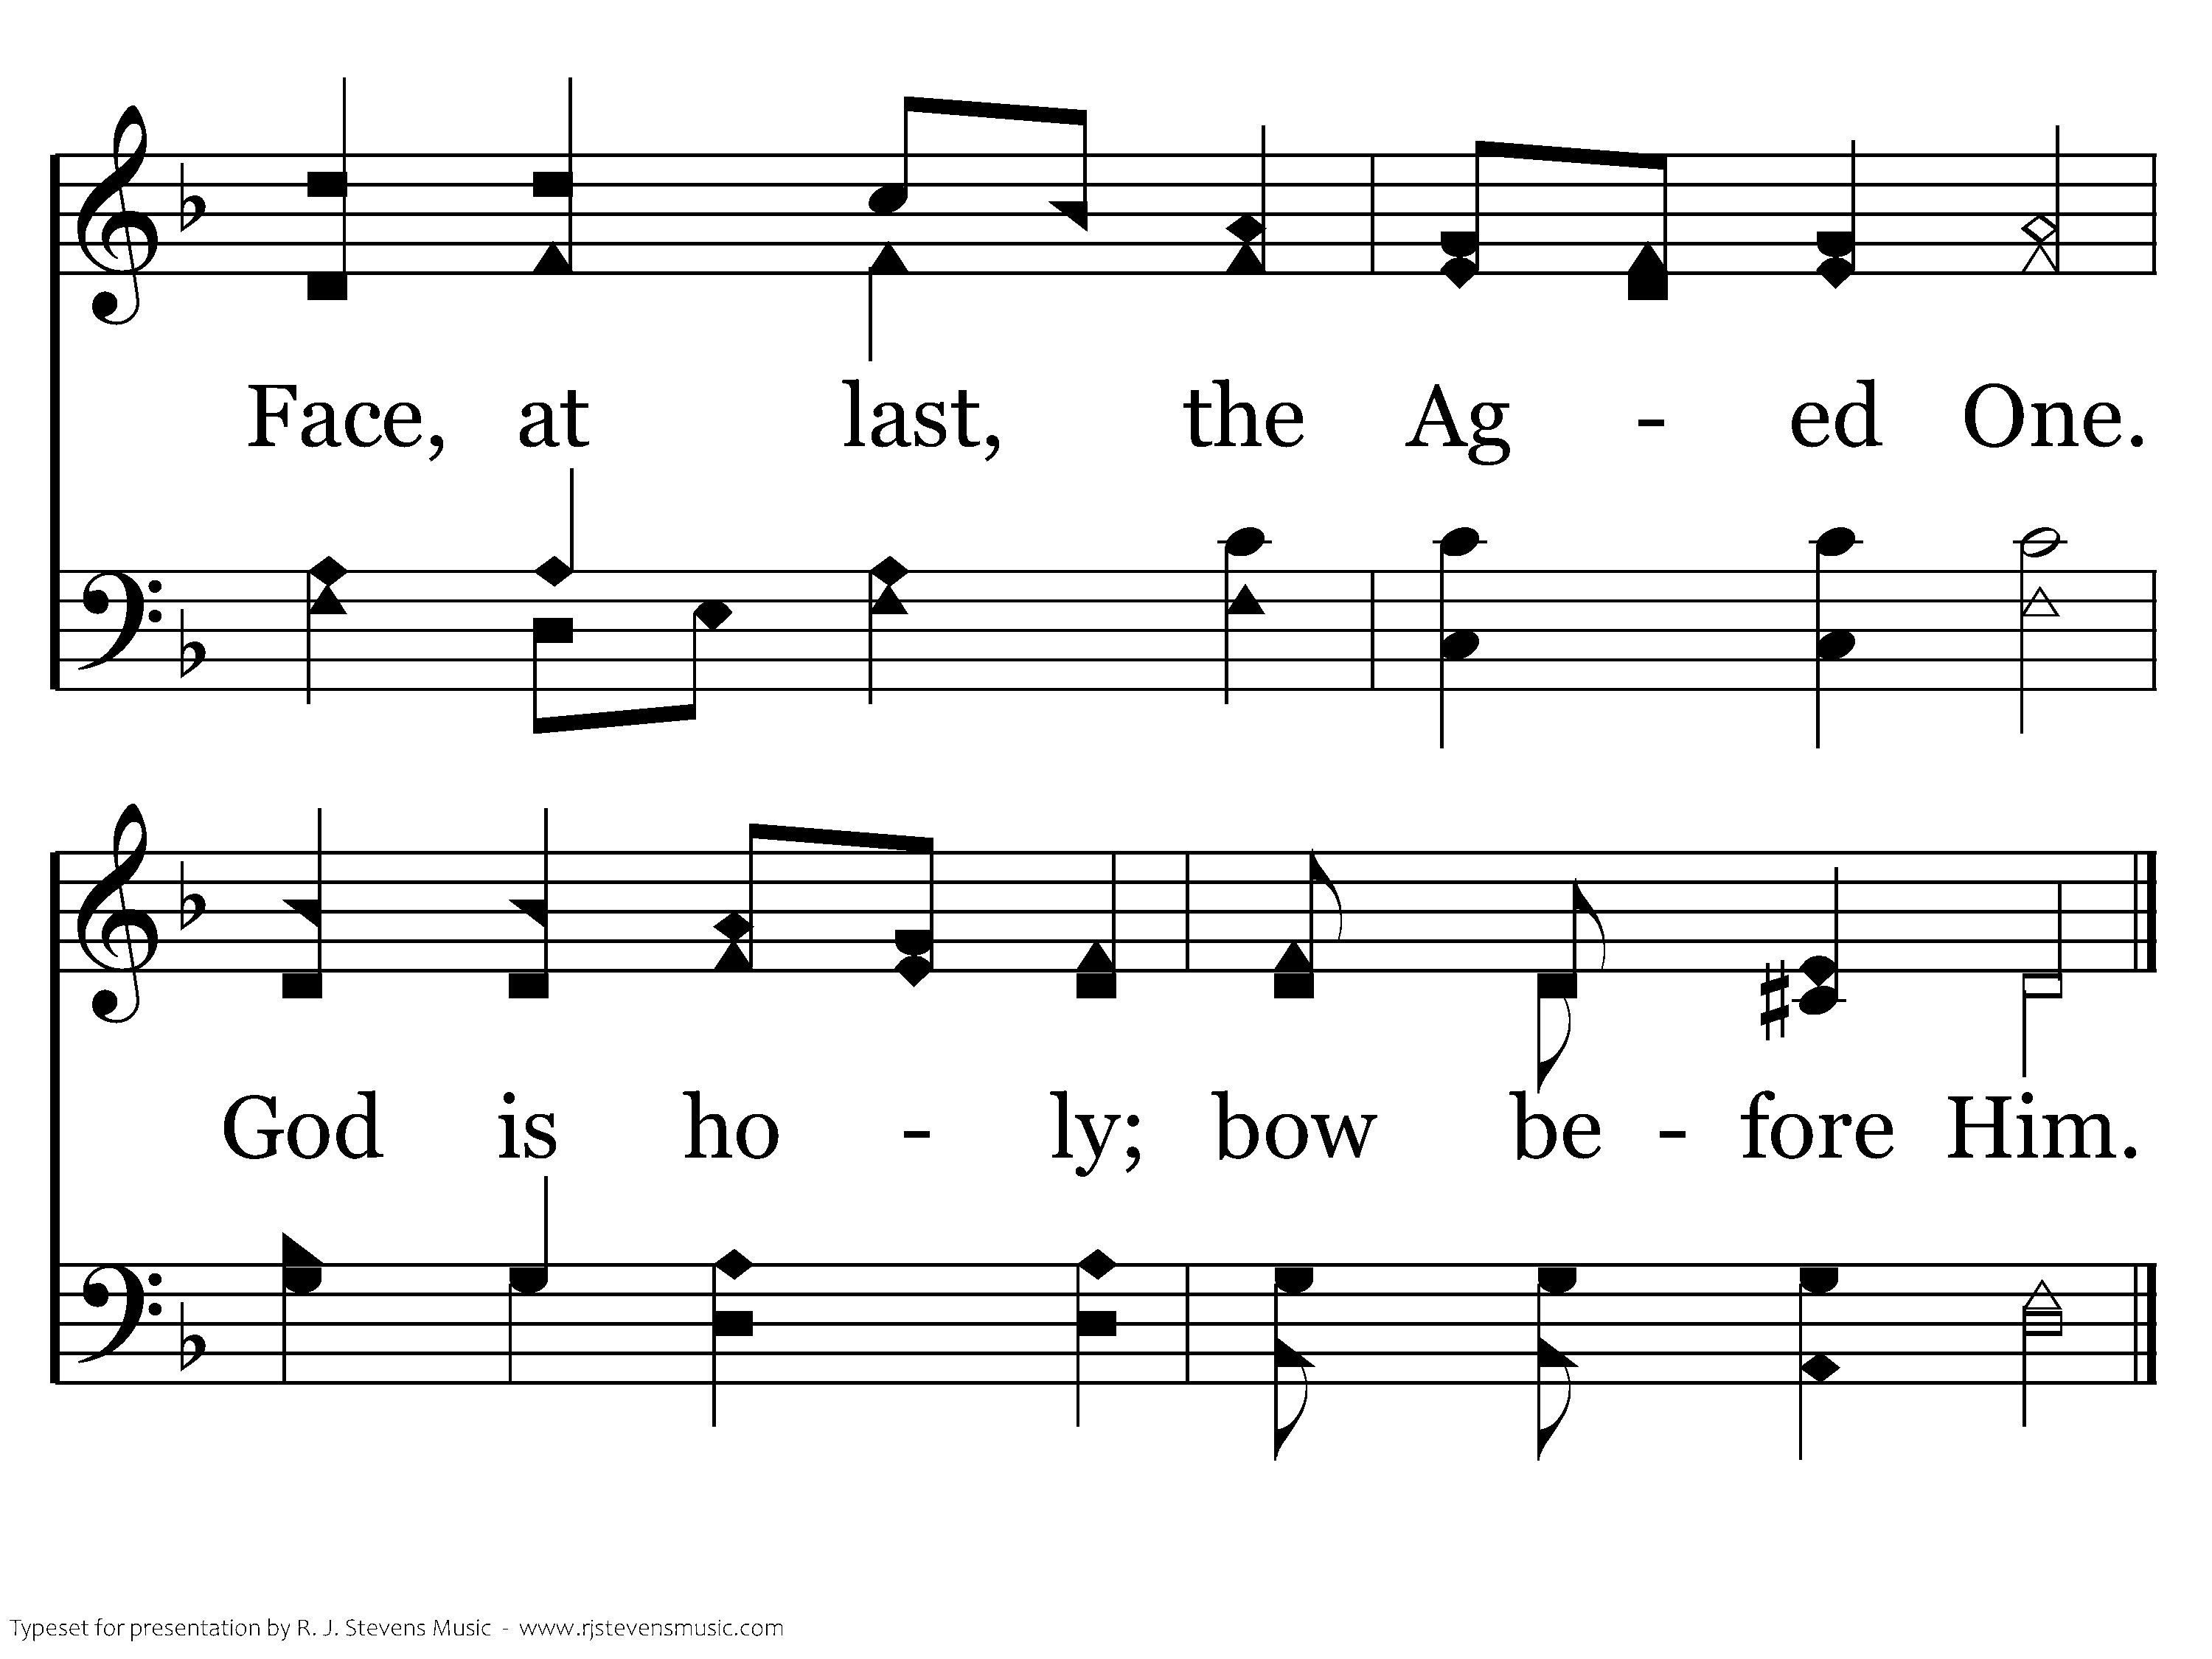 Face, at last, the Ag - ed One.
God is ho - ly; bow be - fore Him.
Typeset for presentation by R. J. Stevens Music - www.rjstevensmusic.com